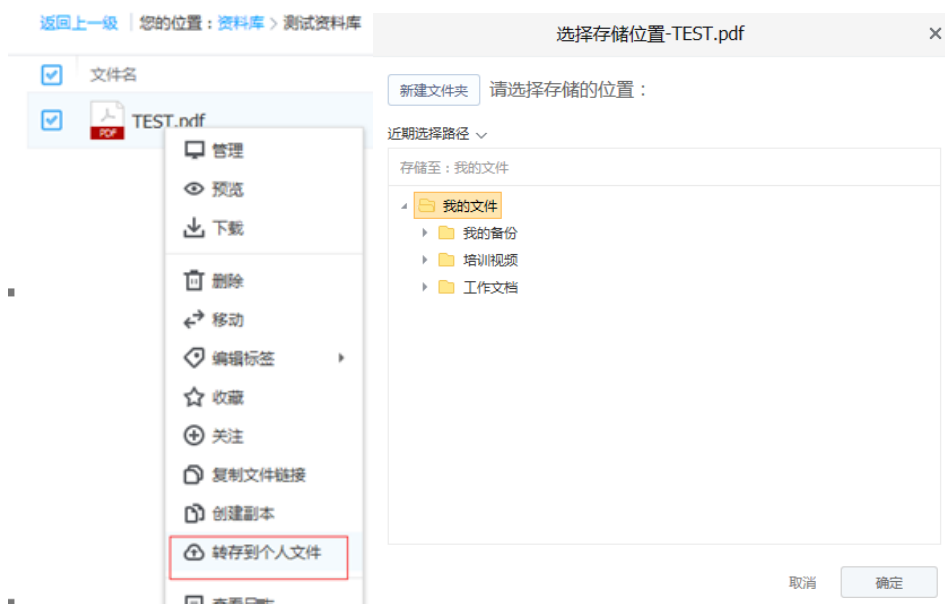 返回上一级 | 您的位置：资料库 > 测试资料库
文件名
PDF TEST.pdf
管理
预览
下载
删除
移动
编辑标签
收藏
关注
复制文件链接
创建副本
转存到个人文件
选择存储位置-TEST.pdf ×
新建文件夹 请选择存储的位置：
近期选择路径
存储至：我的文件
我的文件
我的备份
培训视频
工作文档
取消 确定